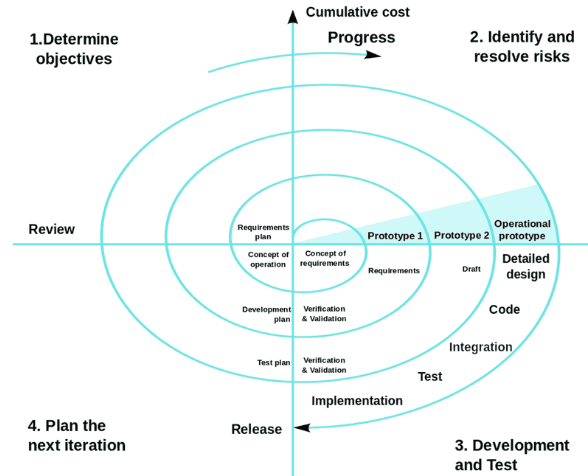 Cumulative cost
1.Determine
objectives
Progress
2. Identify and
resolve risks
Review
Requirements
plan
Prototype 1
Prototype 2
Operational
prototype
Concept of
operation
Concept of
requirements
Requirements
Draft
Detailed
design
Development
plan
Verification
& Validation
Code
Integration
Test plan
Verification
& Validation
Test
Implementation
Release
4. Plan the
next iteration
3. Development
and Test